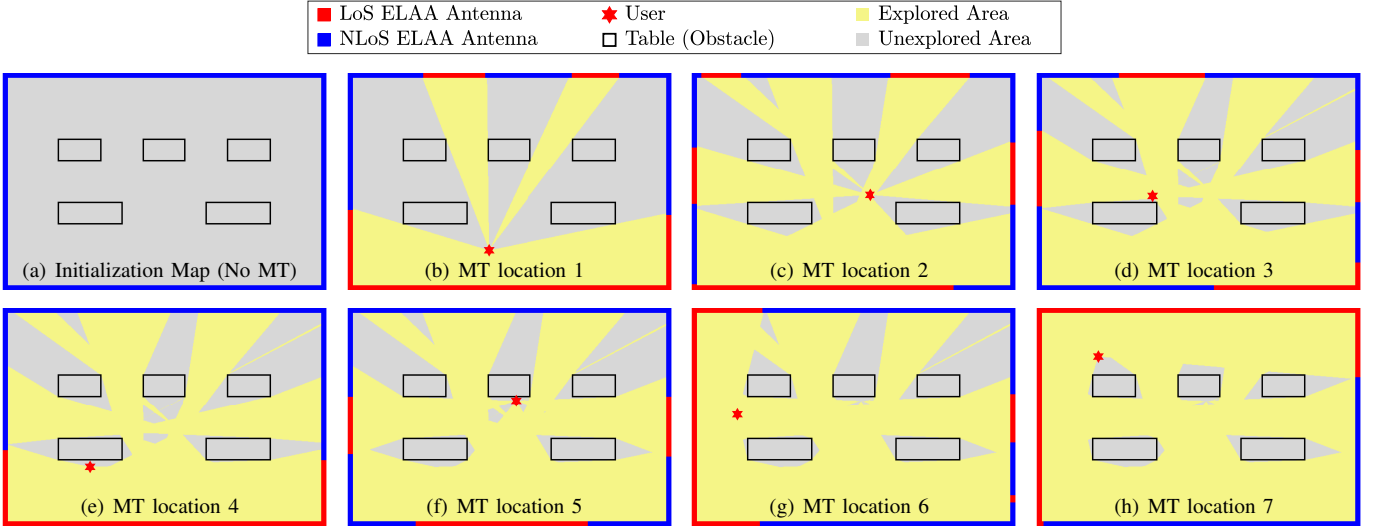 LoS ELAA Antenna User Explored Area
NLoS ELAA Antenna Table (Obstacle) Unexplored Area
(a) Initialization Map (No MT) (b) MT location 1 (c) MT location 2 (d) MT location 3
(e) MT location 4 (f) MT location 5 (g) MT location 6 (h) MT location 7